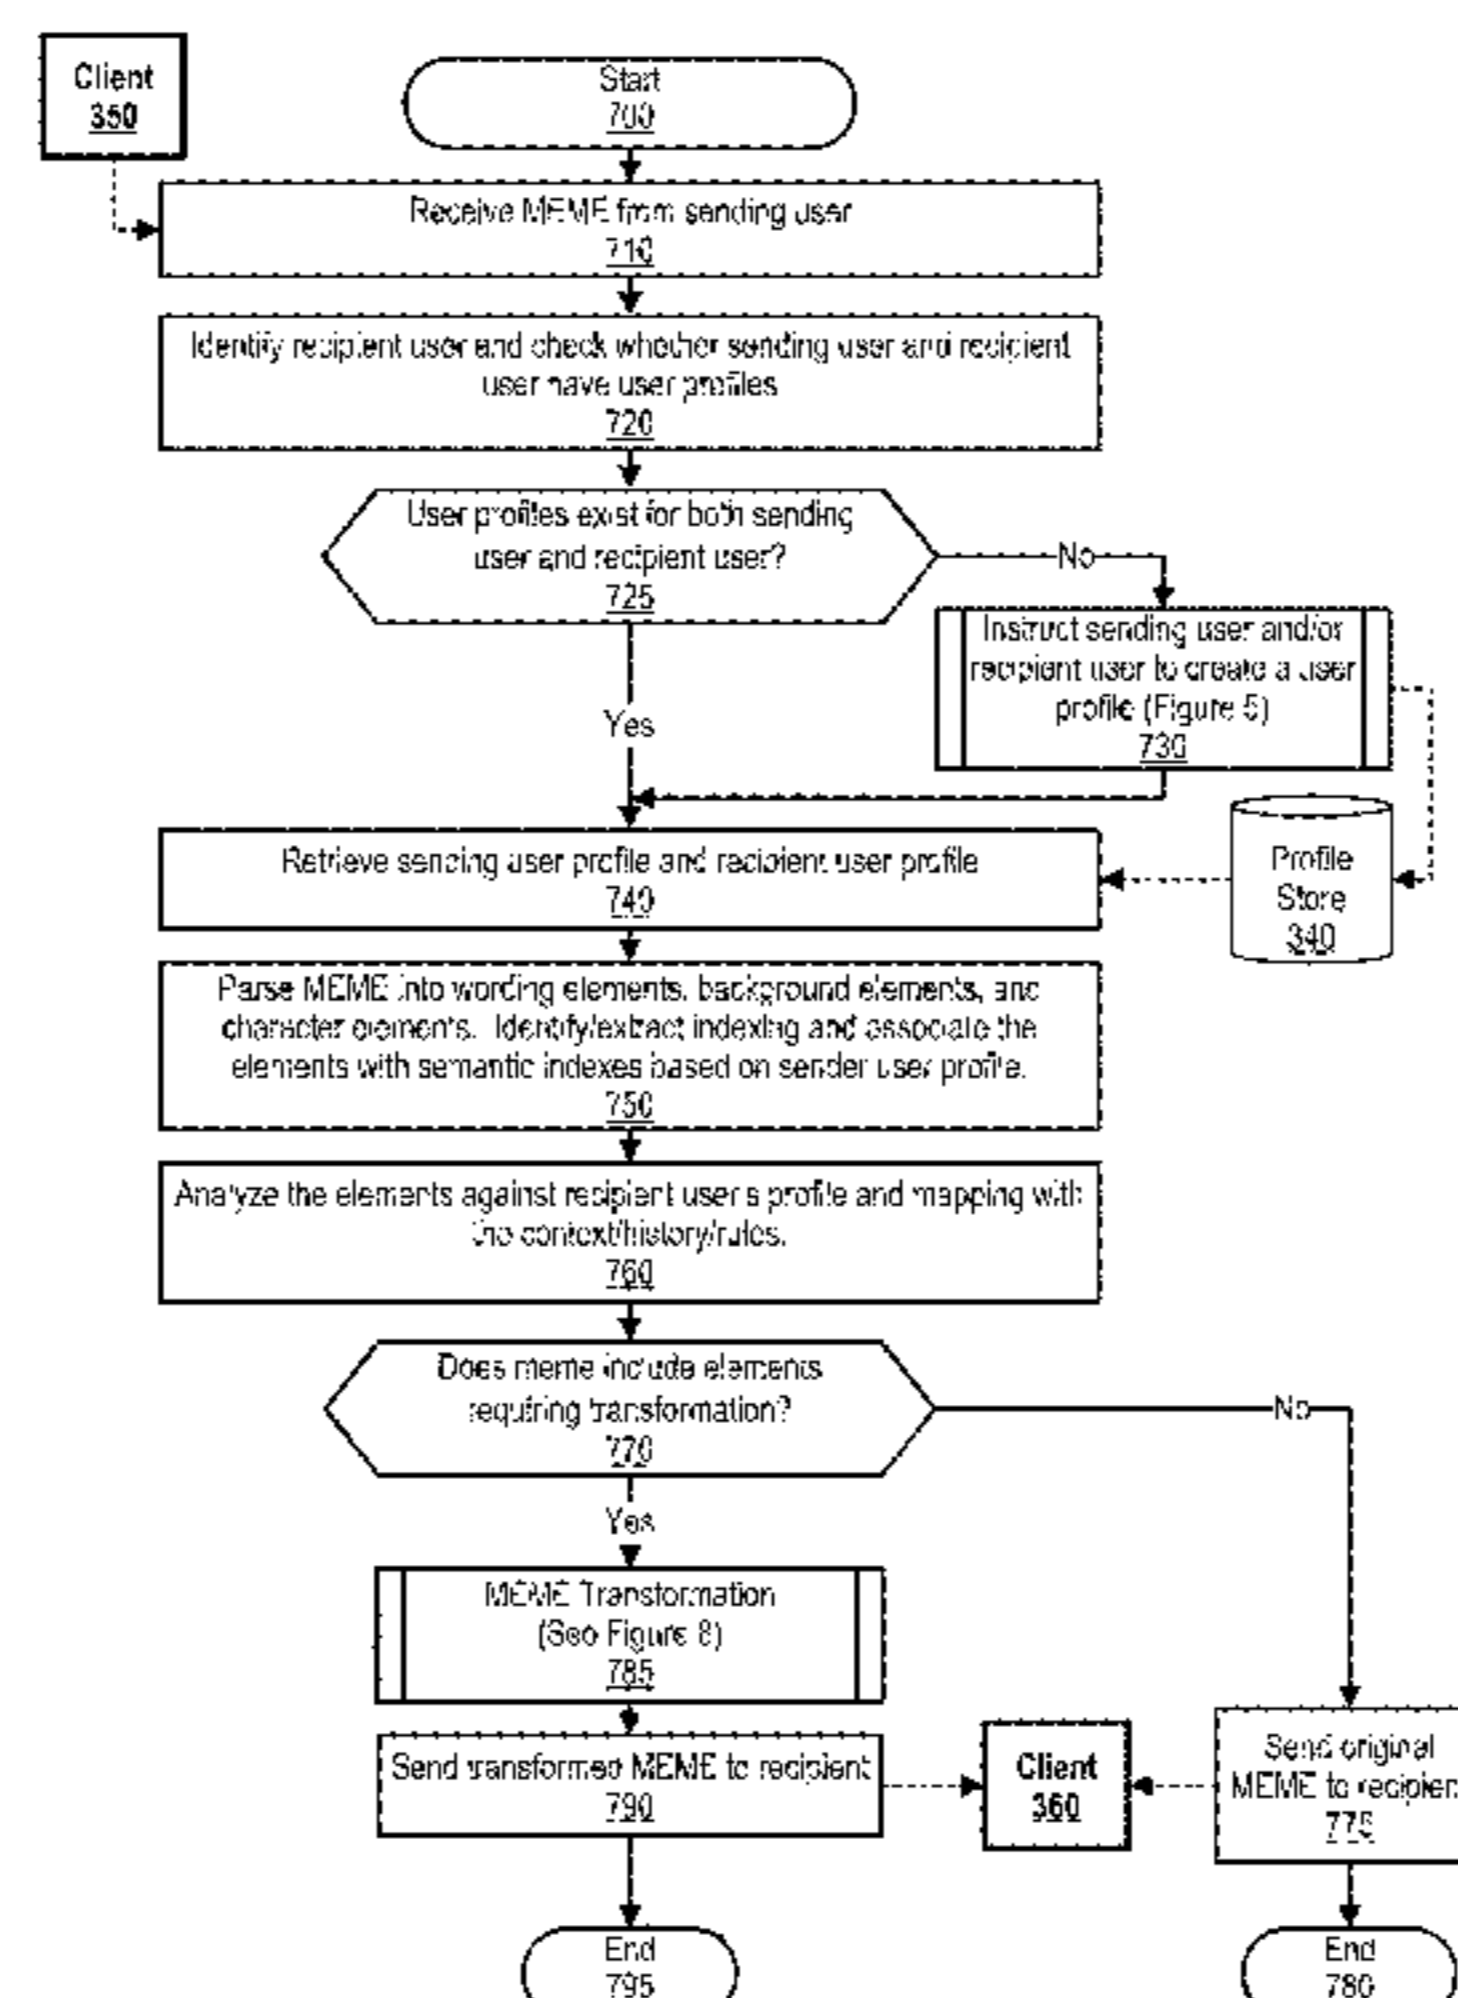 Client
350
Start
700
Receive MEME from sending user
710
Identify recipient user and check whether sending user and recipient
user have user profiles
720
User profiles exist for both sending
user and recipient user?
725
No
Instruct sending user and/or
recipient user to create a user
profile (Figure 5)
730
Yes
Retrieve sending user profile and recipient user profile
740
Profile
Store
340
Parse MEME into wording elements, background elements, and
character elements. Identify/extract indexing and associate the
elements with semantic indexes based on sender user profile.
750
Analyze the elements against recipient user's profile and mapping with
the context/history/rules.
760
Does meme include elements
requiring transformation?
770
No
Yes
MEME Transformation
(See Figure 8)
785
Send transformed MEME to recipient
790
Client
360
Send original
MEME to recipien
775
End
795
End
780